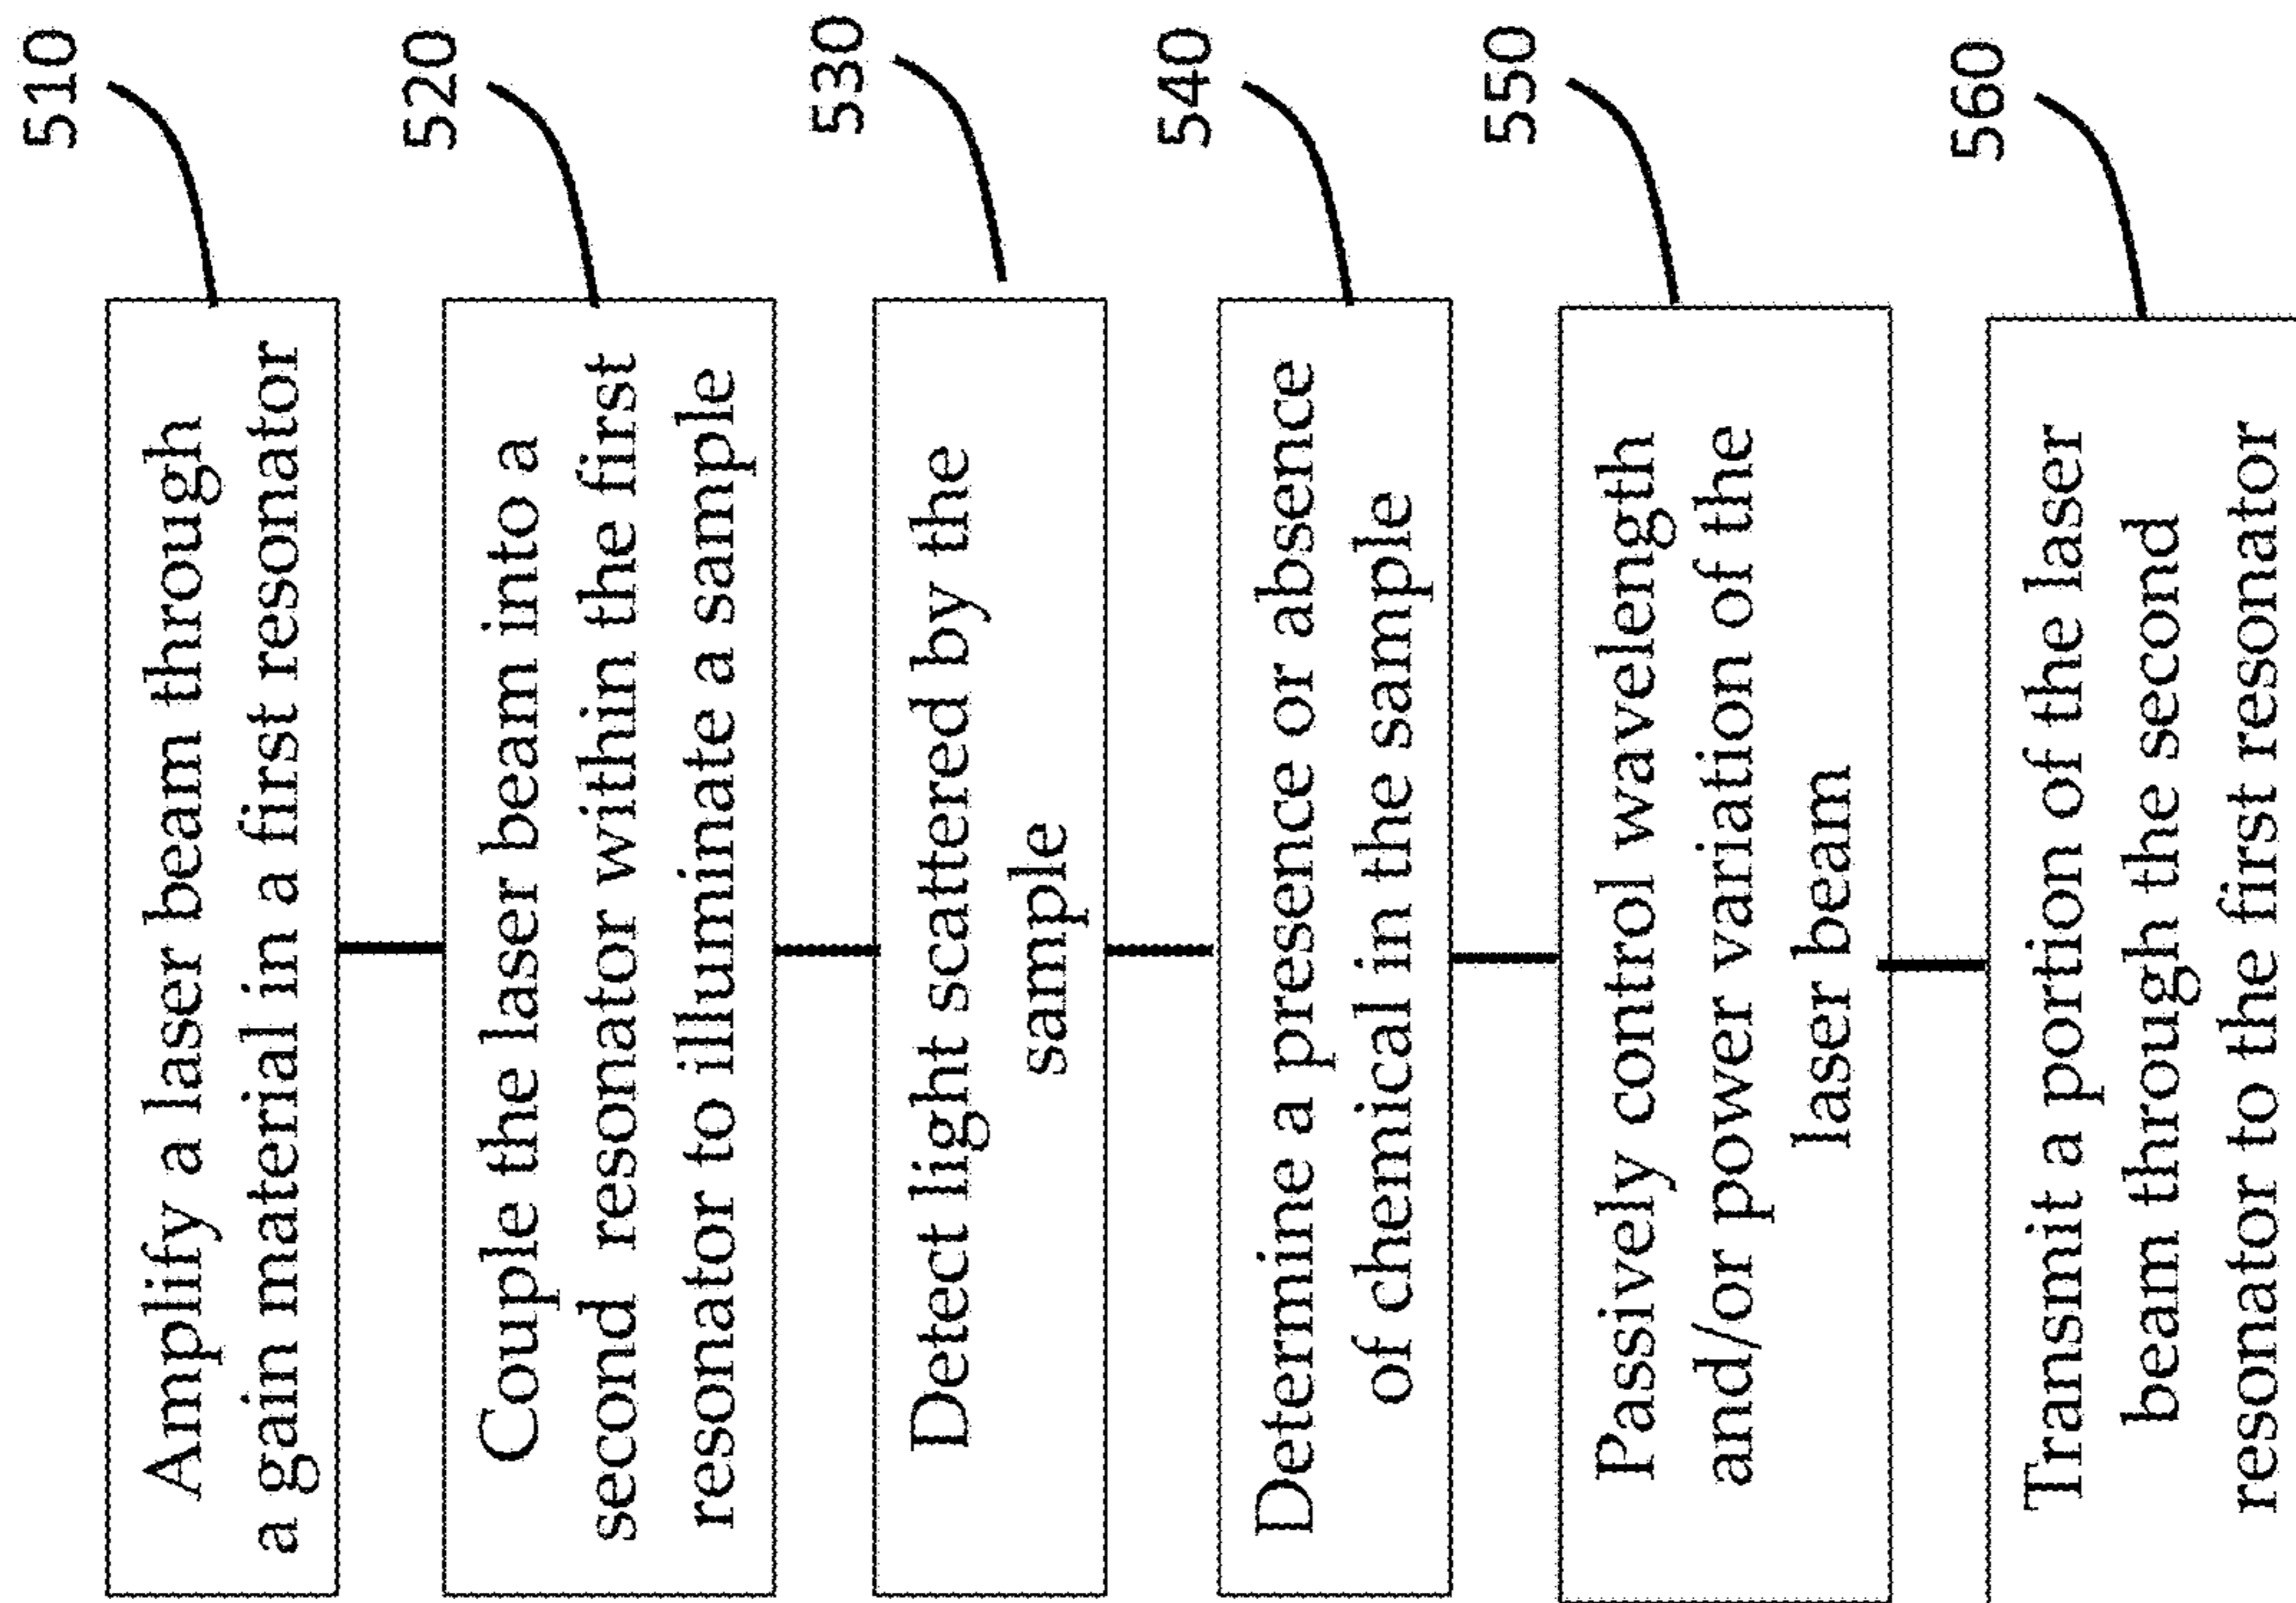 510
Amplify a laser beam through
a gain material in a first resonator
520
Couple the laser beam into a
second resonator within the first
resonator to illuminate a sample
530
Detect light scattered by the
sample
540
Determine a presence or absence
of chemical in the sample
550
Passively control wavelength
and/or power variation of the
laser beam
560
Transmit a portion of the laser
beam through the second
resonator to the first resonator